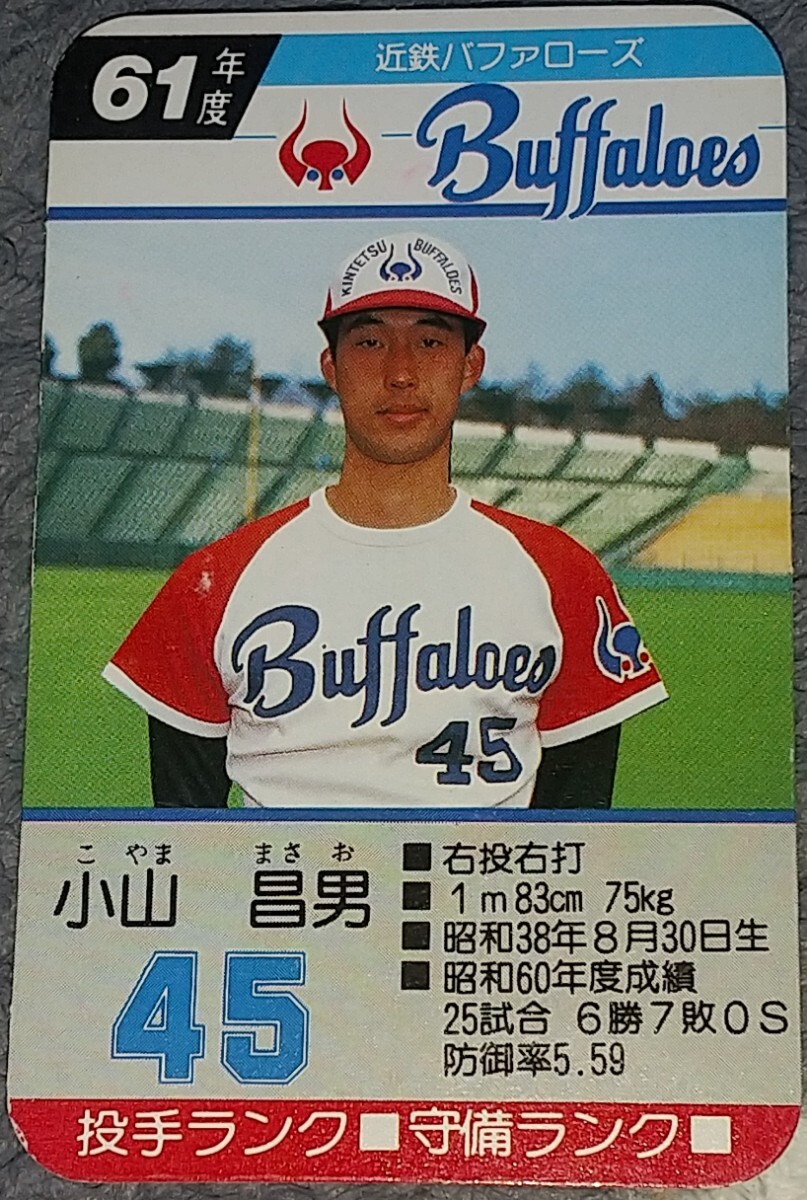 61年度
近鉄バファローズ
Buffaloes
KINTETSU BUFFALOES
Buffaloes
45
こ やま まさ お
小山 昌男
45
■右投右打
■1m83cm 75kg
■昭和38年8月30日生
■昭和60年度成績
25試合 6勝7敗0S
防御率5.59
投手ランク■守備ランク■